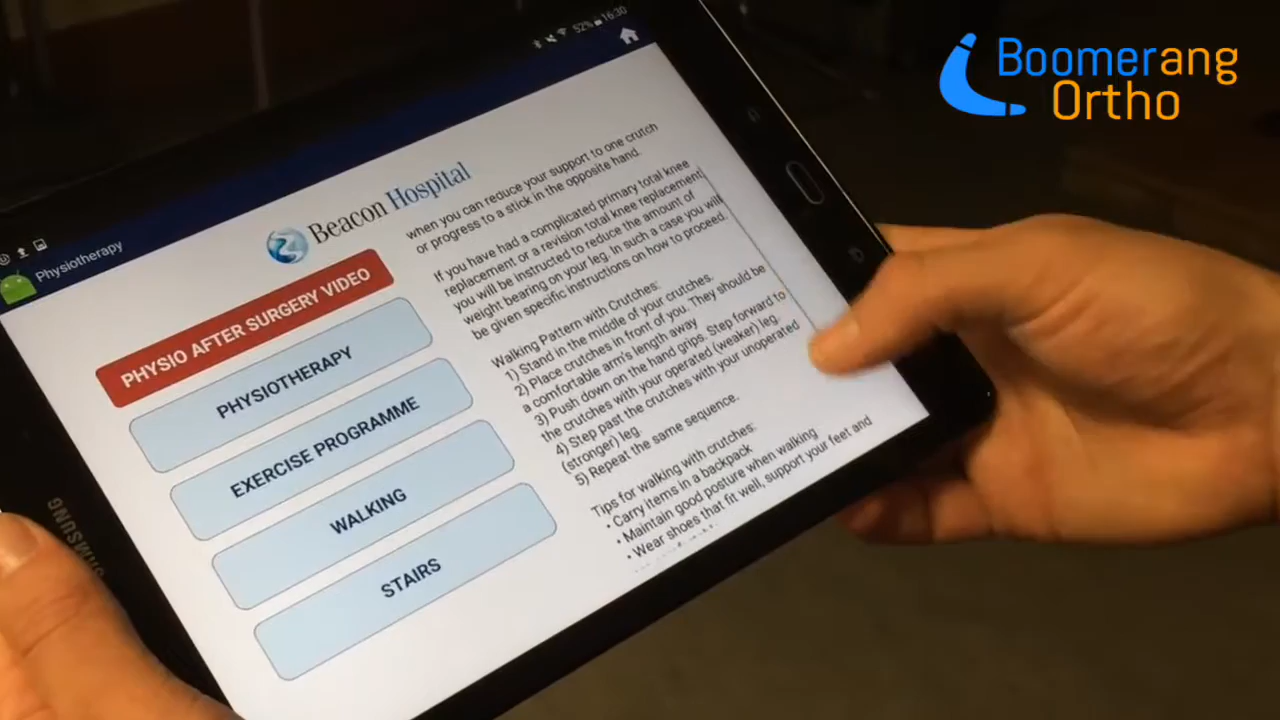 Boomerang
Ortho
52% 16:30
Physiotherapy
Beacon Hospital
PHYSIO AFTER SURGERY VIDEO
PHYSIOTHERAPY
EXERCISE PROGRAMME
WALKING
STAIRS
when you can reduce your support to one crutch
or progress to a stick in the opposite hand.
If you have had a complicated primary total knee
replacement or a revision total knee replacement
you will be instructed to reduce the amount of
weight bearing on your leg. In such a case you will
be given specific instructions on how to proceed.
Walking Pattern with Crutches:
1) Stand in the middle of your crutches.
2) Place crutches in front of you. They should be
a comfortable arm's length away
3) Push down on the hand grips. Step forward to
the crutches with your operated (weaker) leg.
4) Step past the crutches with your unoperated
(stronger) leg.
5) Repeat the same sequence.
Tips for walking with crutches:
• Carry items in a backpack
• Maintain good posture when walking
• Wear shoes that fit well, support your feet and
SAMSUNG